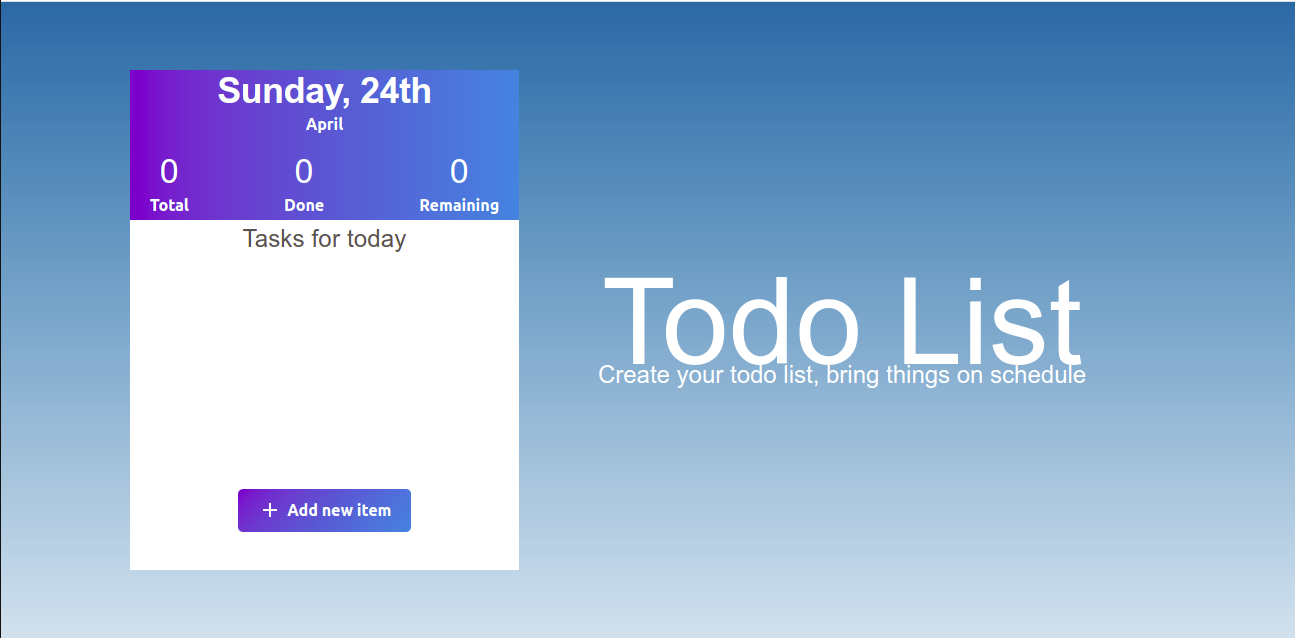 Sunday, 24th
April
0 0 0
Total Done Remaining
Tasks for today
+ Add new item
Todo List
Create your todo list, bring things on schedule